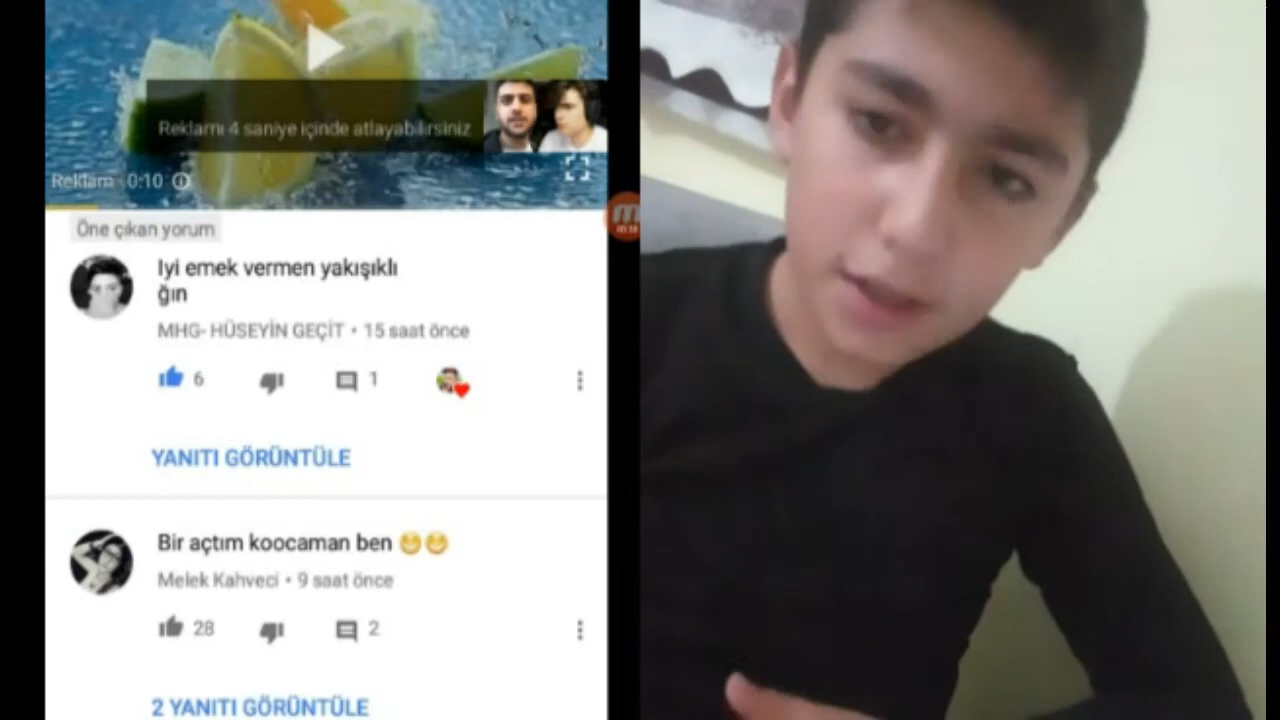 Reklamı 4 saniye içinde atlayabilirsiniz
Reklam · 0:10
Öne çıkan yorum
Iyi emek vermen yakışıklı
ğın
MHG- HÜSEYİN GEÇİT • 15 saat önce
6
1
YANITI GÖRÜNTÜLE
Bir açtım koocaman ben 😁😁
Melek Kahveci • 9 saat önce
28
2
2 YANITI GÖRÜNTÜLE